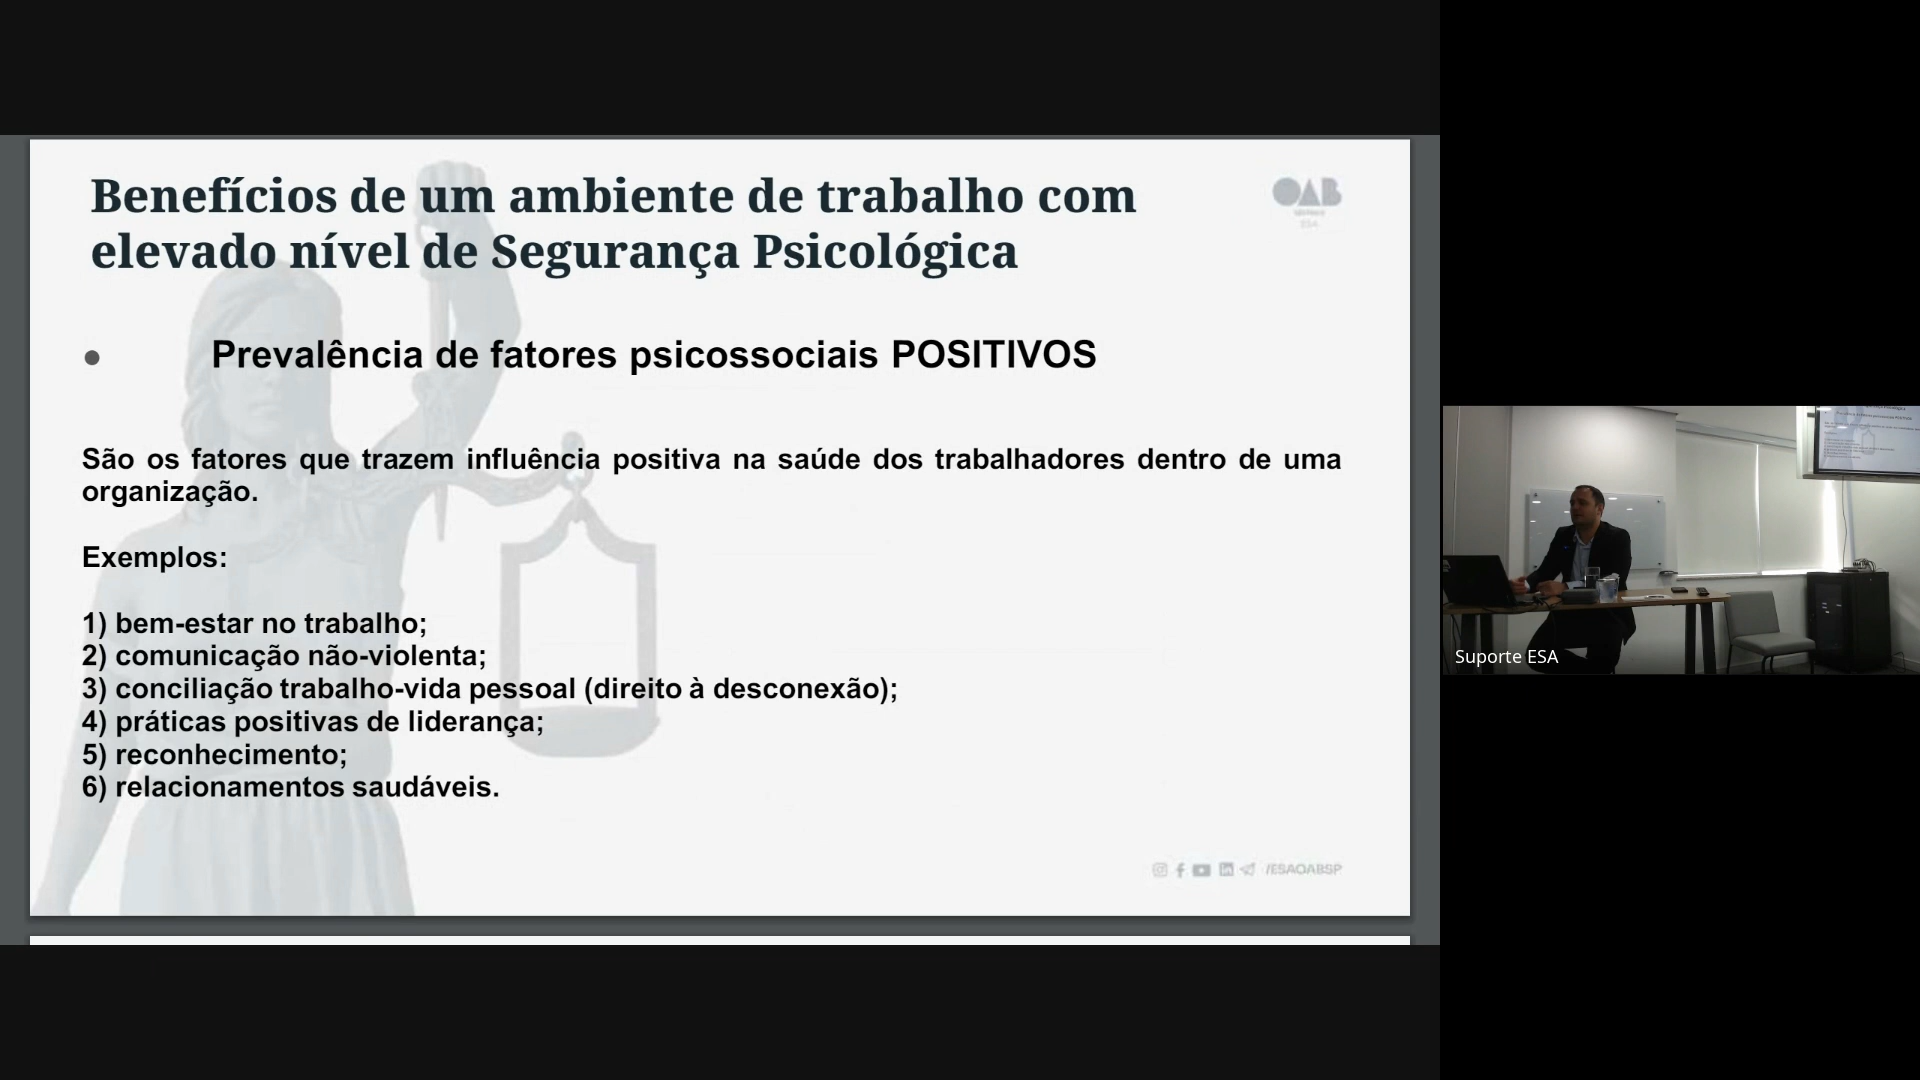 Benefícios de um ambiente de trabalho com
elevado nível de Segurança Psicológica
OAB
ESA
● Prevalência de fatores psicossociais POSITIVOS
São os fatores que trazem influência positiva na saúde dos trabalhadores dentro de uma
organização.
Exemplos:
1) bem-estar no trabalho;
2) comunicação não-violenta;
3) conciliação trabalho-vida pessoal (direito à desconexão);
4) práticas positivas de liderança;
5) reconhecimento;
6) relacionamentos saudáveis.
/ESAOABSP
Suporte ESA